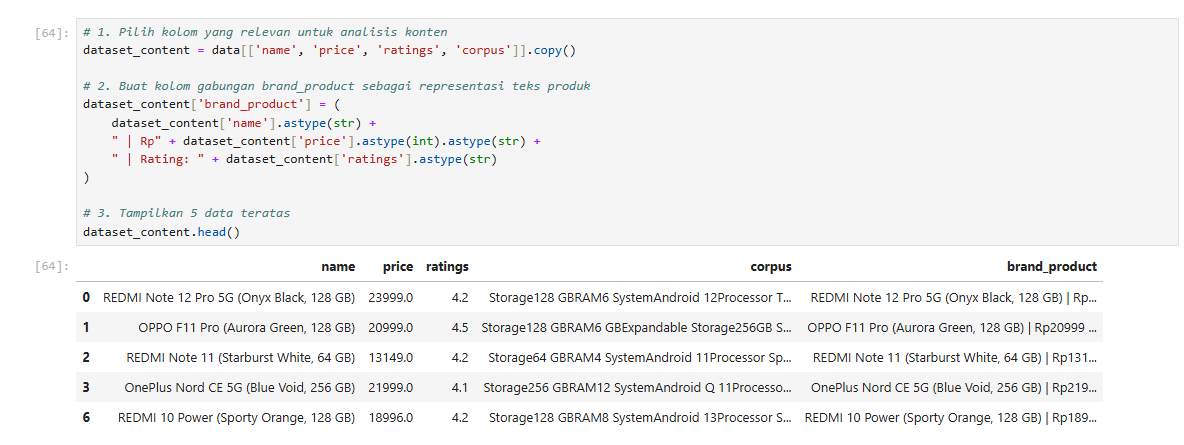 [64]: # 1. Pilih kolom yang relevan untuk analisis konten
dataset_content = data[['name', 'price', 'ratings', 'corpus']].copy()
# 2. Buat kolom gabungan brand_product sebagai representasi teks produk
dataset_content['brand_product'] = (
dataset_content['name'].astype(str) +
" | Rp" + dataset_content['price'].astype(int).astype(str) +
" | Rating: " + dataset_content['ratings'].astype(str)
)
# 3. Tampilkan 5 data teratas
dataset_content.head()
[64]: name price ratings corpus brand_product
0 REDMI Note 12 Pro 5G (Onyx Black, 128 GB) 23999.0 4.2 Storage128 GBRAM6 SystemAndroid 12Processor T... REDMI Note 12 Pro 5G (Onyx Black, 128 GB) | Rp...
1 OPPO F11 Pro (Aurora Green, 128 GB) 20999.0 4.5 Storage128 GBRAM6 GBExpandable Storage256GB S... OPPO F11 Pro (Aurora Green, 128 GB) | Rp20999 ...
2 REDMI Note 11 (Starburst White, 64 GB) 13149.0 4.2 Storage64 GBRAM4 SystemAndroid 11Processor Sp... REDMI Note 11 (Starburst White, 64 GB) | Rp131...
3 OnePlus Nord CE 5G (Blue Void, 256 GB) 21999.0 4.1 Storage256 GBRAM12 SystemAndroid Q 11Processo... OnePlus Nord CE 5G (Blue Void, 256 GB) | Rp219...
6 REDMI 10 Power (Sporty Orange, 128 GB) 18996.0 4.2 Storage128 GBRAM8 SystemAndroid 13Processor S... REDMI 10 Power (Sporty Orange, 128 GB) | Rp189...